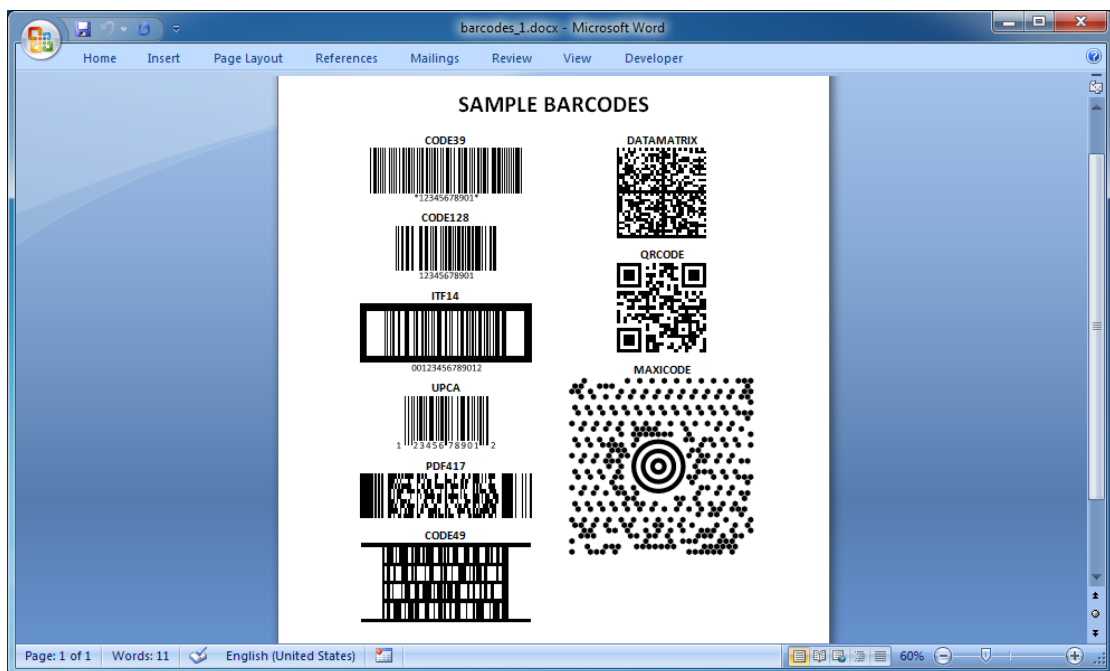 barcodes_1.docx - Microsoft Word
Home Insert Page Layout References Mailings Review View Developer
SAMPLE BARCODES
CODE39
*12345678901*
CODE128
12345678901
ITF14
00123456789012
UPCA
1 23456 78901 2
PDF417
CODE49
DATAMATRIX
QRCODE
MAXICODE
Page: 1 of 1 Words: 11 English (United States) 60%